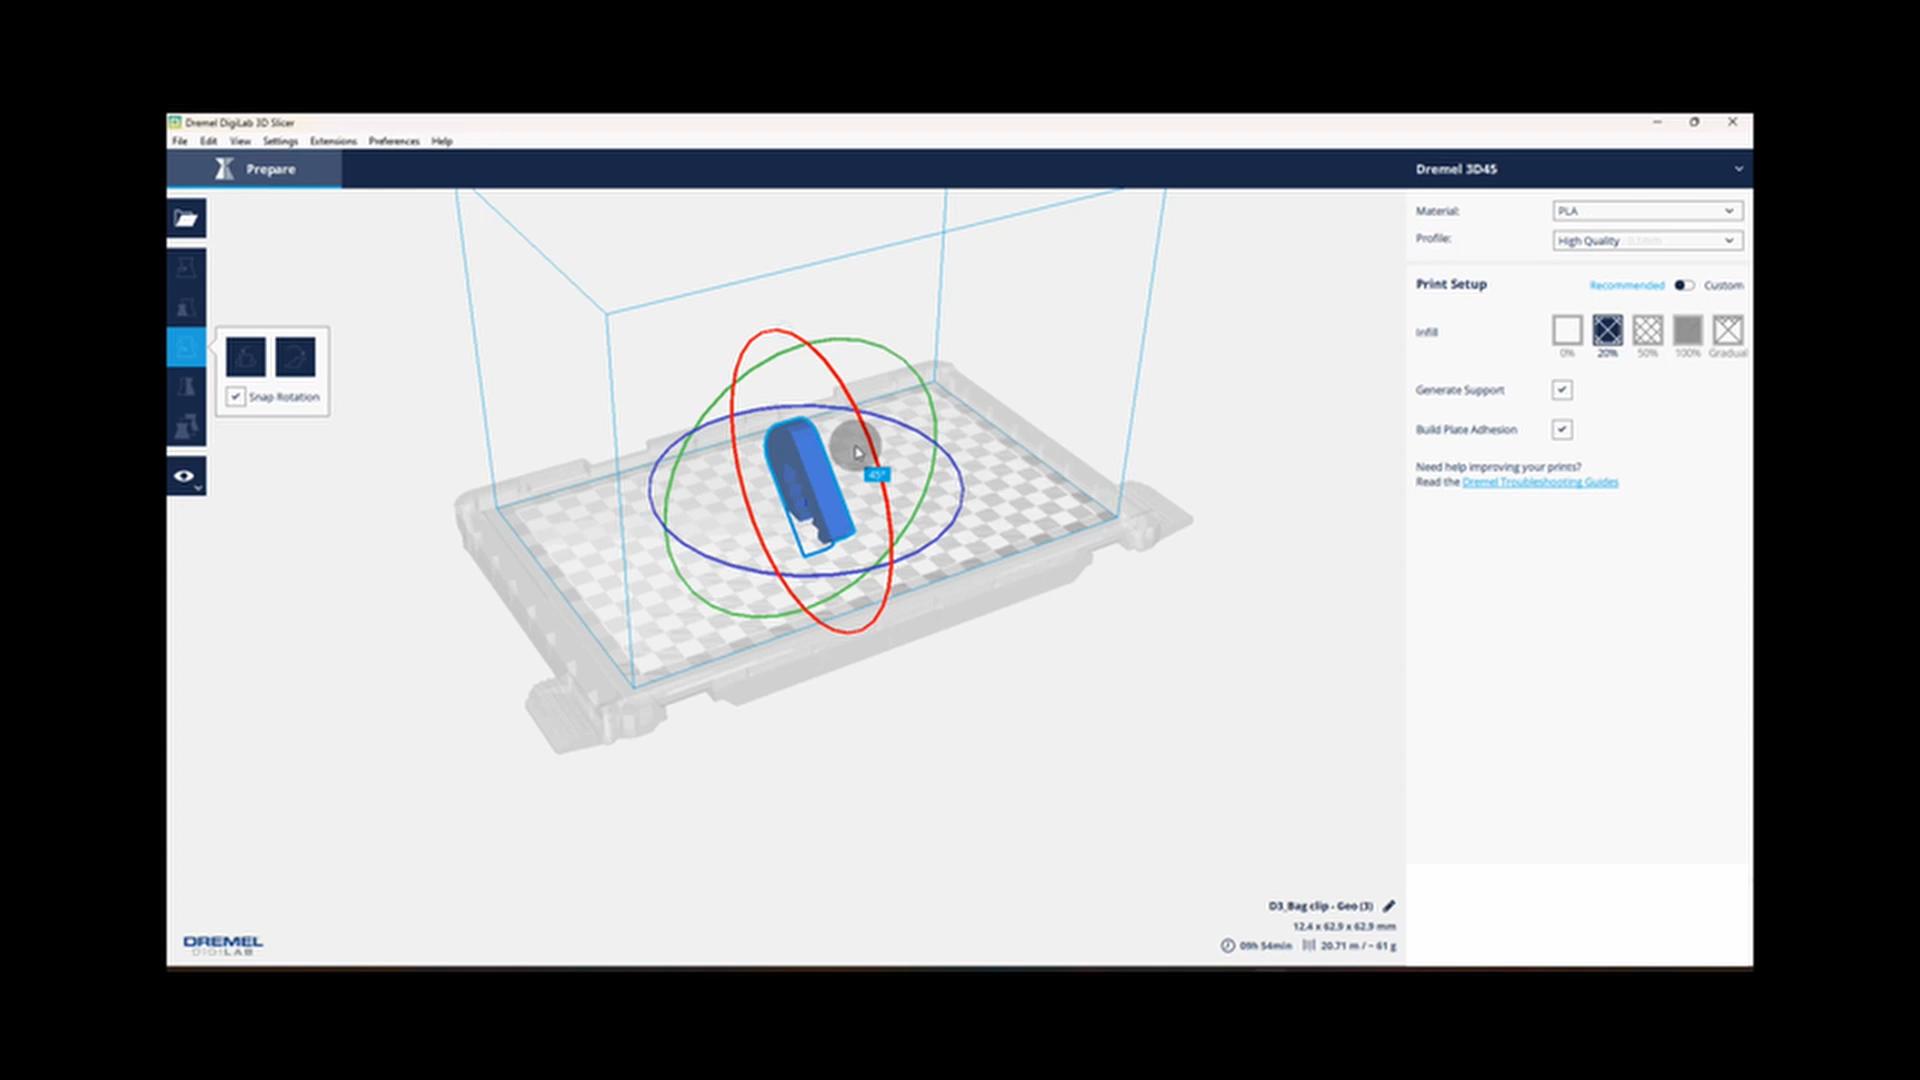 Dremel DigiLab 3D Slicer
File Edit View Settings Extensions Preferences Help
Prepare
Dremel 3D45
Material: PLA
Profile: High Quality 0.1mm
Print Setup Recommended Custom
Infill
0% 20% 50% 100% Gradual
Snap Rotation
Generate Support
Build Plate Adhesion
45°
Need help improving your prints?
Read the Dremel Troubleshooting Guides
D3_Bag clip - Geo (3)
12.4 x 62.9 x 62.9 mm
09h 54min 20.71 m / ~ 61 g
DREMEL
DIGILAB